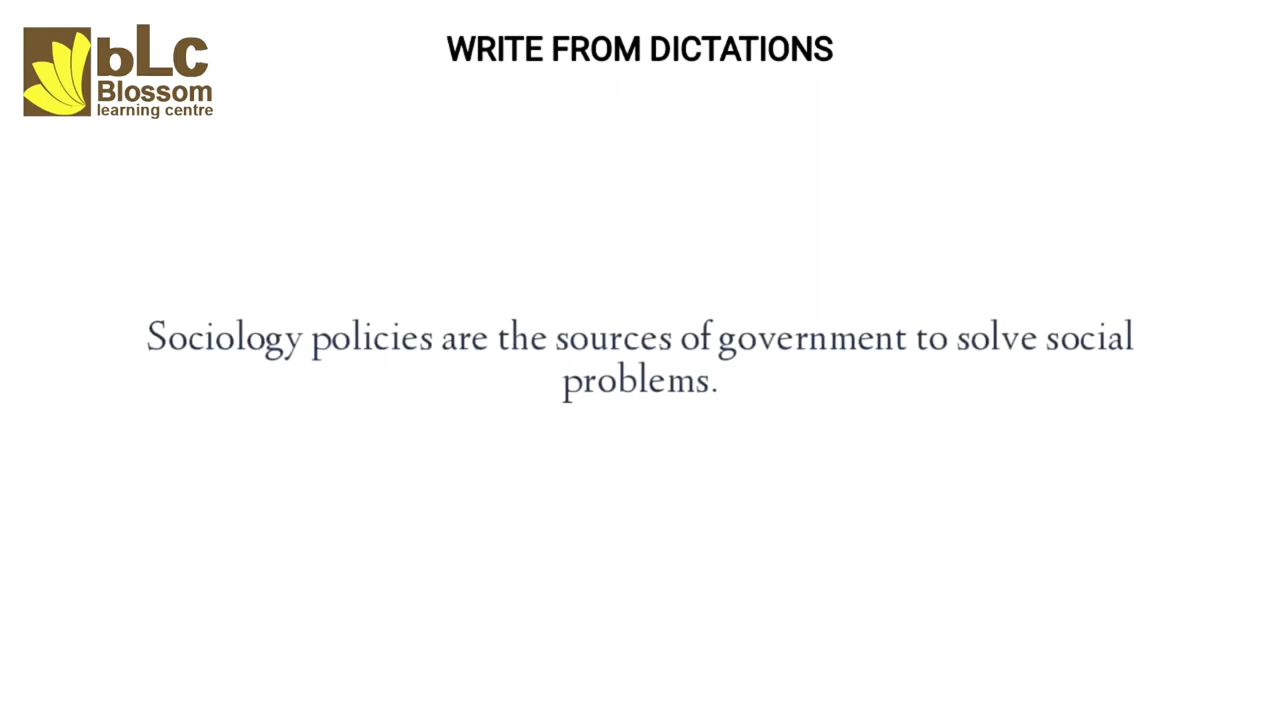 bLc
Blossom
learning centre
WRITE FROM DICTATIONS
Sociology policies are the sources of government to solve social
problems.